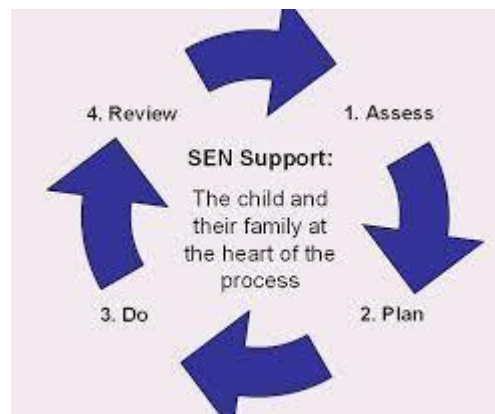 4. Review
1. Assess
SEN Support:
The child and
their family at
the heart of the
process
3. Do
2. Plan